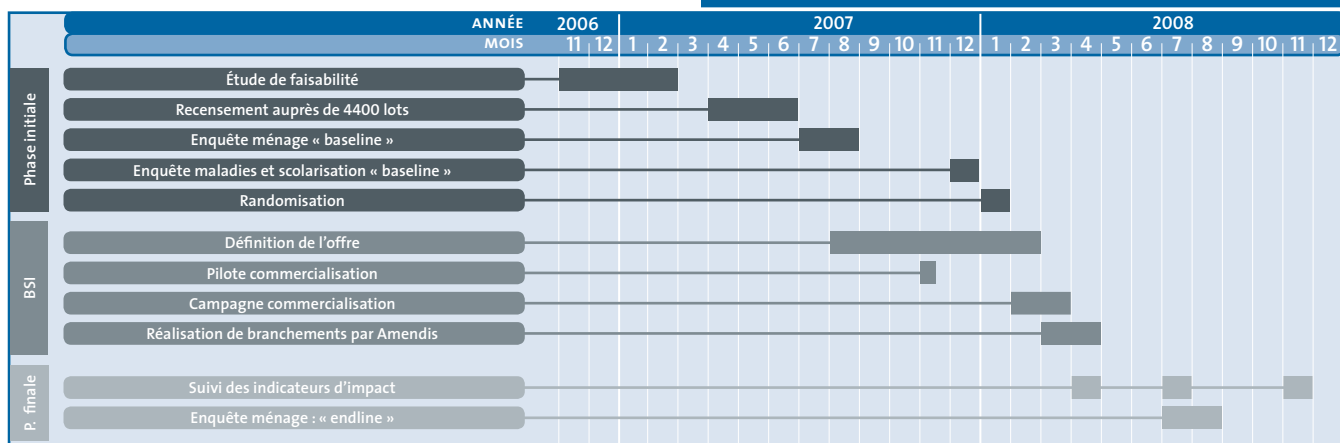 ANNÉE 2006 2007 2008
MOIS 11 12 1 2 3 4 5 6 7 8 9 10 11 12 1 2 3 4 5 6 7 8 9 10 11 12
Phase initiale
Étude de faisabilité
Recensement auprès de 4400 lots
Enquête ménage « baseline »
Enquête maladies et scolarisation « baseline »
Randomisation
BSI
Définition de l'offre
Pilote commercialisation
Campagne commercialisation
Réalisation de branchements par Amendis
P. finale
Suivi des indicateurs d'impact
Enquête ménage : « endline »